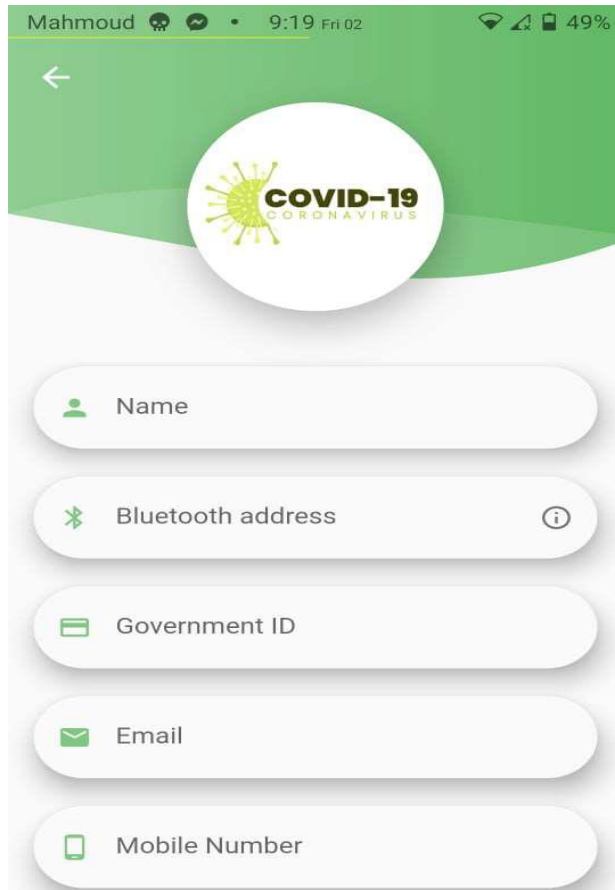 Mahmoud • 9:19 Fri 02 49%
COVID-19
CORONAVIRUS
Name
Bluetooth address
Government ID
Email
Mobile Number